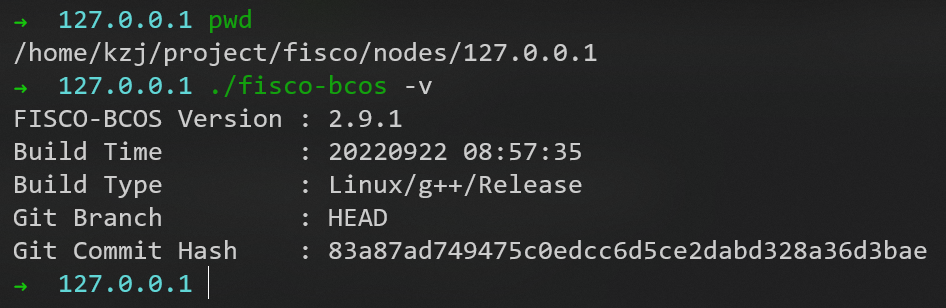 → 127.0.0.1 pwd
/home/kzj/project/fisco/nodes/127.0.0.1
→ 127.0.0.1 ./fisco-bcos -v
FISCO-BCOS Version : 2.9.1
Build Time         : 20220922 08:57:35
Build Type         : Linux/g++/Release
Git Branch         : HEAD
Git Commit Hash    : 83a87ad749475c0edcc6d5ce2dabd328a36d3bae
→ 127.0.0.1